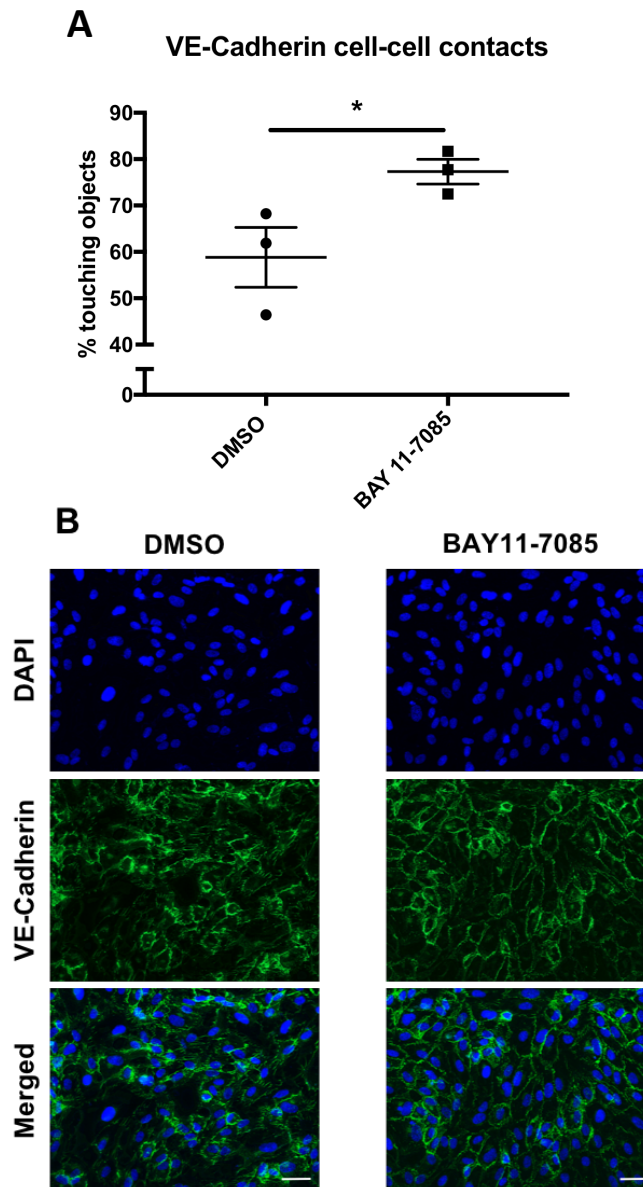 A
VE-Cadherin cell-cell contacts
*
% touching objects
90
80
70
60
50
40
0
DMSO
BAY 11-7085
B
DMSO
BAY11-7085
DAPI
VE-Cadherin
Merged